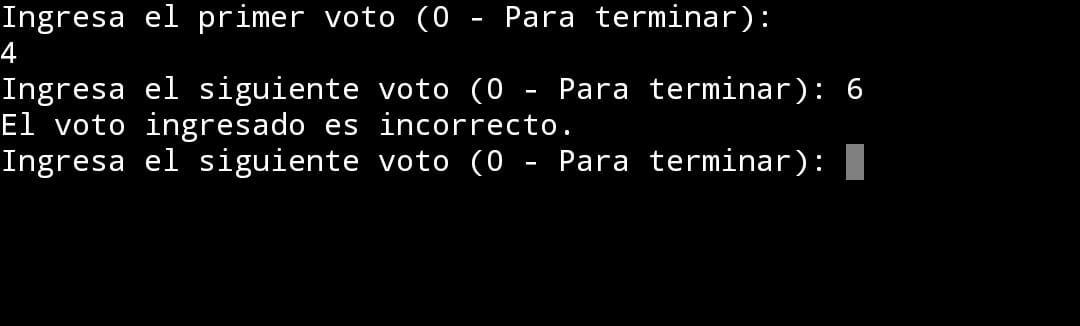 Ingresa el primer voto (0 - Para terminar):
4
Ingresa el siguiente voto (0 - Para terminar): 6
El voto ingresado es incorrecto.
Ingresa el siguiente voto (0 - Para terminar):